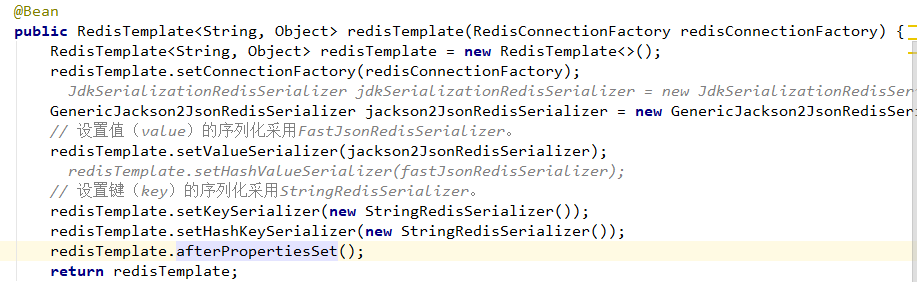 @Bean
public RedisTemplate<String, Object> redisTemplate(RedisConnectionFactory redisConnectionFactory) {
RedisTemplate<String, Object> redisTemplate = new RedisTemplate<>();
redisTemplate.setConnectionFactory(redisConnectionFactory);
JdkSerializationRedisSerializer jdkSerializationRedisSerializer = new JdkSerializationRedisSer
GenericJackson2JsonRedisSerializer jackson2JsonRedisSerializer = new GenericJackson2JsonRedisSeri
// 设置值（value）的序列化采用FastJsonRedisSerializer。
redisTemplate.setValueSerializer(jackson2JsonRedisSerializer);
redisTemplate.setHashValueSerializer(fastJsonRedisSerializer);
// 设置键（key）的序列化采用StringRedisSerializer。
redisTemplate.setKeySerializer(new StringRedisSerializer());
redisTemplate.setHashKeySerializer(new StringRedisSerializer());
redisTemplate.afterPropertiesSet();
return redisTemplate;